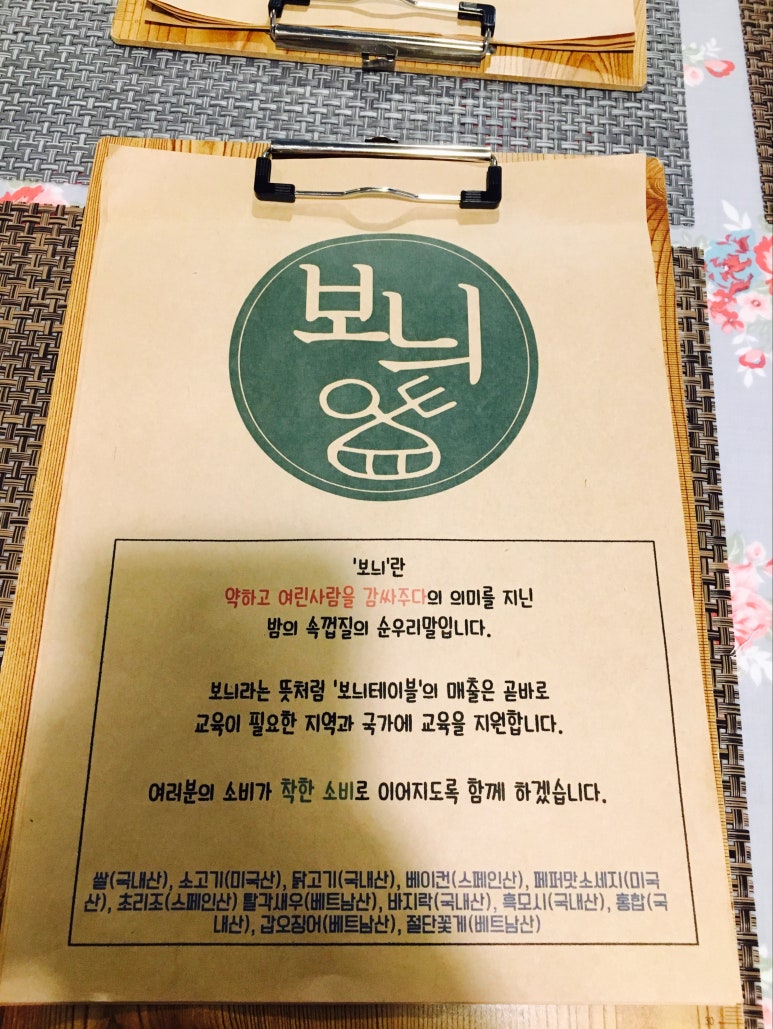 보늬
'보늬'란
약하고 여린사람을 감싸주다의 의미를 지닌
밤의 속껍질의 순우리말입니다.
보늬라는 뜻처럼 '보늬테이블'의 매출은 곧바로
교육이 필요한 지역과 국가에 교육을 지원합니다.
여러분의 소비가 착한 소비로 이어지도록 함께 하겠습니다.
쌀(국내산), 소고기(미국산), 닭고기(국내산), 베이컨(스페인산), 페퍼맛소세지(미국
산), 초리조(스페인산) 탈각새우(베트남산), 바지락(국내산), 흑모시(국내산), 홍합(국
내산), 갑오징어(베트남산), 절단꽃게(베트남산)